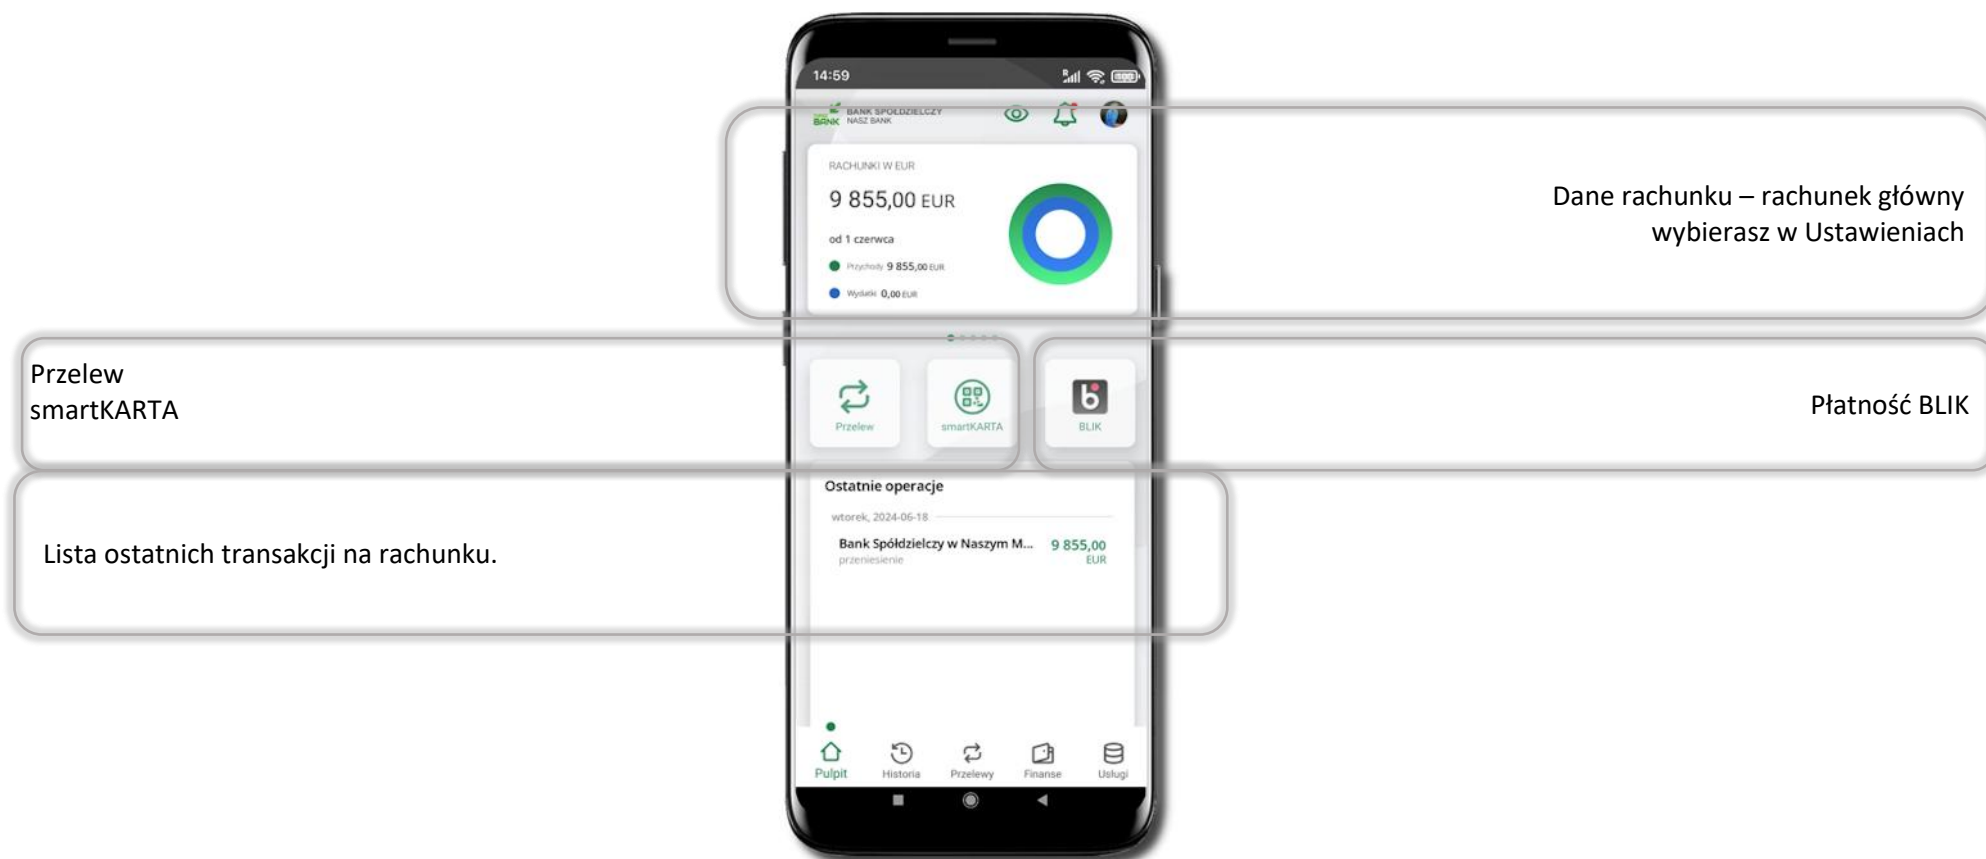 14:59
BANK SPÓŁDZIELCZY
NASZ BANK
BANK
RACHUNKI W EUR
9 855,00 EUR
od 1 czerwca
Przychody 9 855,00 EUR
Wydatki 0,00 EUR
Dane rachunku – rachunek główny
wybierasz w Ustawieniach
Przelew
smartKARTA
Przelew
smartKARTA
BLIK
Płatność BLIK
Ostatnie operacje
wtorek, 2024-06-18
Bank Spółdzielczy w Naszym M... 9 855,00
przeniesienie EUR
Lista ostatnich transakcji na rachunku.
Pulpit
Historia
Przelewy
Finanse
Usługi